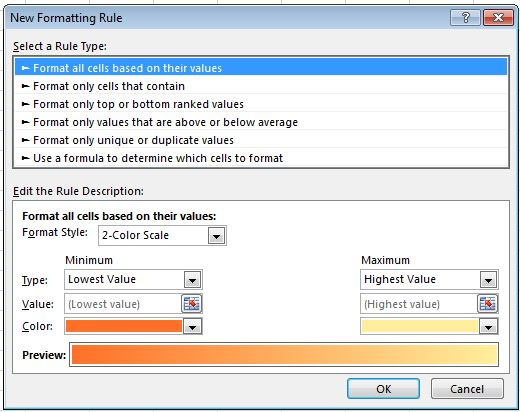 New Formatting Rule
Select a Rule Type:
► Format all cells based on their values
► Format only cells that contain
► Format only top or bottom ranked values
► Format only values that are above or below average
► Format only unique or duplicate values
► Use a formula to determine which cells to format
Edit the Rule Description:
Format all cells based on their values:
Format Style: 2-Color Scale
Minimum Maximum
Type: Lowest Value Highest Value
Value: (Lowest value) (Highest value)
Color:
Preview:
OK Cancel